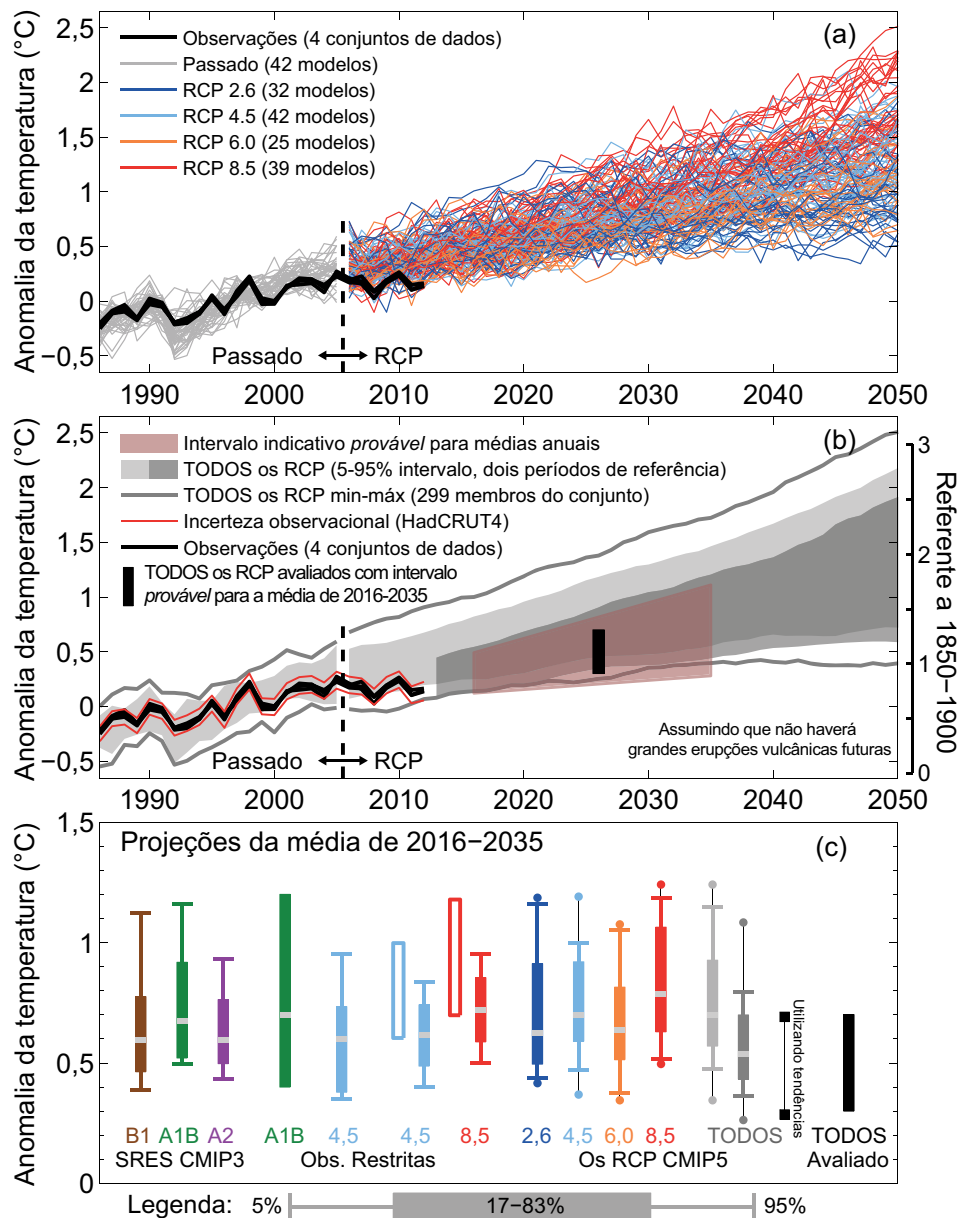 Anomalia da temperatura (°C)
2,5
2
1,5
1
0,5
0
−0,5
(a)
Observações (4 conjuntos de dados)
Passado (42 modelos)
RCP 2.6 (32 modelos)
RCP 4.5 (42 modelos)
RCP 6.0 (25 modelos)
RCP 8.5 (39 modelos)
Passado
RCP
1990 2000 2010 2020 2030 2040 2050
Anomalia da temperatura (°C)
2,5
2
1,5
1
0,5
0
−0,5
(b)
Intervalo indicativo provável para médias anuais
TODOS os RCP (5-95% intervalo, dois períodos de referência)
TODOS os RCP min-máx (299 membros do conjunto)
Incerteza observacional (HadCRUT4)
Observações (4 conjuntos de dados)
TODOS os RCP avaliados com intervalo
provável para a média de 2016-2035
Passado
RCP
Assumindo que não haverá
grandes erupções vulcânicas futuras
3
2
1
0
Referente a 1850−1900
1990 2000 2010 2020 2030 2040 2050
Anomalia da temperatura (°C)
1,5
1
0.5
0
Projeções da média de 2016−2035
(c)
Utilizando tendências
B1 A1B A2 A1B 4,5 4,5 8,5 2,6 4,5 6,0 8,5 TODOS TODOS
SRES CMIP3 Obs. Restritas Os RCP CMIP5 Avaliado
Legenda: 5% 17−83% 95%